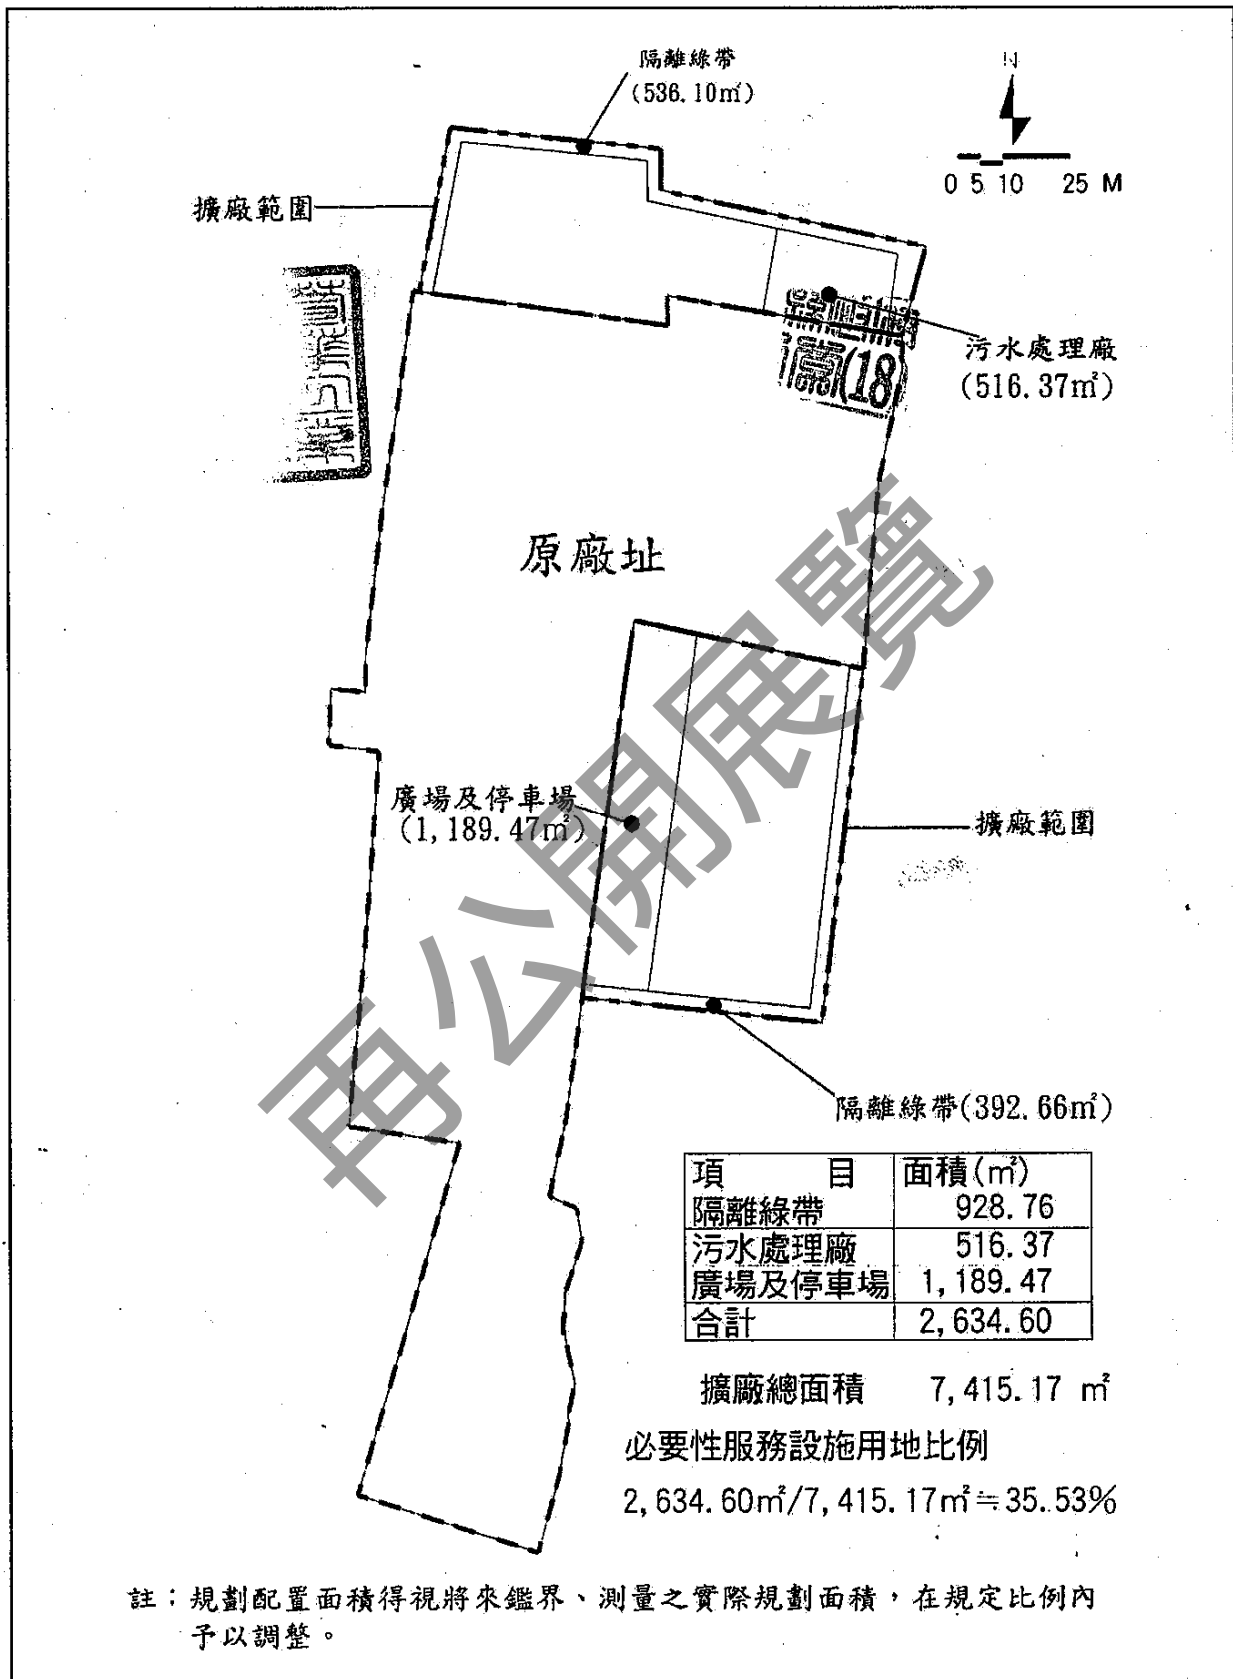 隔離綠帶
(536.10㎡)
N
0 5 10 25 M
擴廠範圍
污水處理廠
(516.37㎡)
(18)
原廠址
廣場及停車場
(1,189.47㎡)
擴廠範圍
隔離綠帶(392.66㎡)
再公開展覽
項 目 面積(㎡)
隔離綠帶 928.76
污水處理廠 516.37
廣場及停車場 1,189.47
合計 2,634.60
擴廠總面積 7,415.17 ㎡
必要性服務設施用地比例
2,634.60㎡/7,415.17㎡≒35.53%
註：規劃配置面積得視將來鑑界、測量之實際規劃面積，在規定比例內
予以調整。